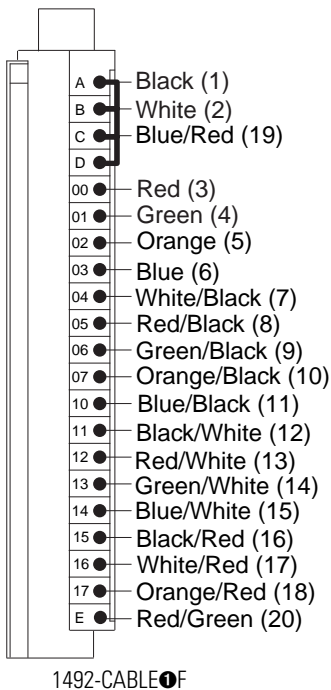 A Black (1)
B White (2)
C Blue/Red (19)
D
00 Red (3)
01 Green (4)
02 Orange (5)
03 Blue (6)
04 White/Black (7)
05 Red/Black (8)
06 Green/Black (9)
07 Orange/Black (10)
10 Blue/Black (11)
11 Black/White (12)
12 Red/White (13)
13 Green/White (14)
14 Blue/White (15)
15 Black/Red (16)
16 White/Red (17)
17 Orange/Red (18)
E Red/Green (20)
1492-CABLE❶F